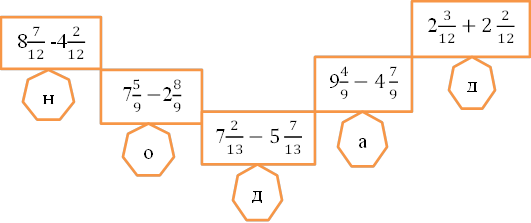 8 7/12 -4 2/12
н
7 5/9 – 2 8/9
о
7 2/13 – 5 7/13
д
9 4/9 – 4 7/9
а
2 3/12 + 2 2/12
д